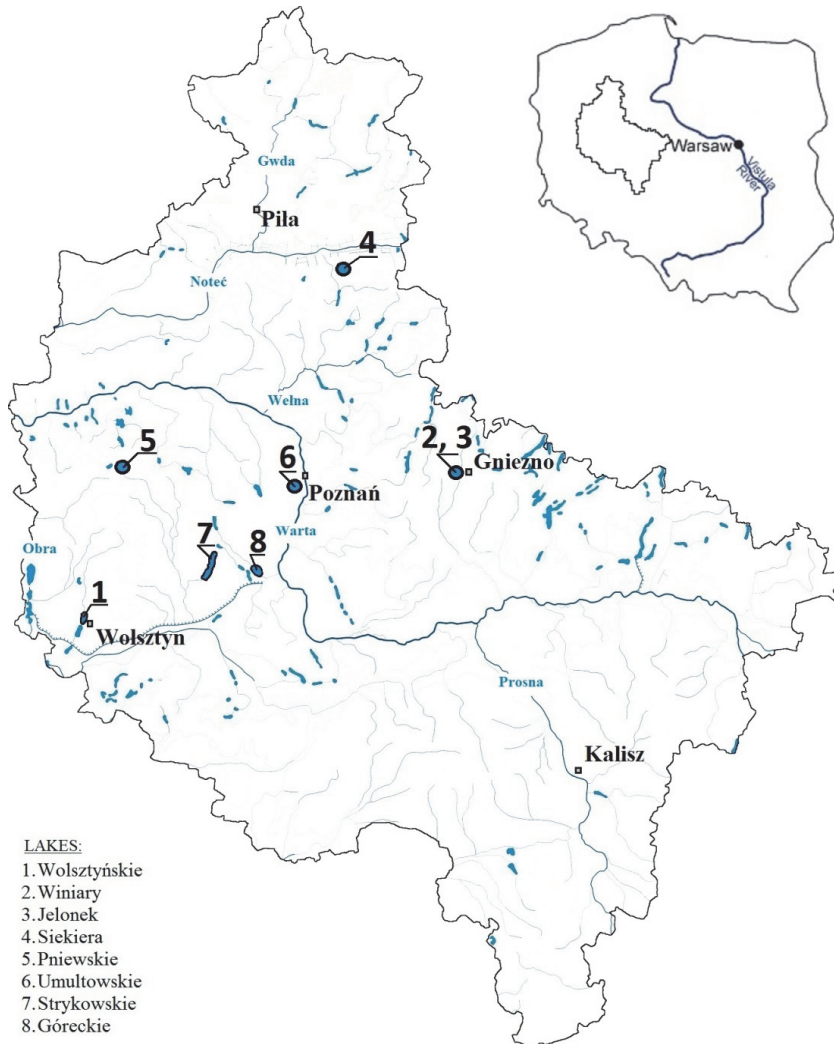 Warsaw
Vistula
River
Gwda
Piła
4
Noteć
Wełna
5
6
Poznań
2, 3
Gniezno
7
8
Warta
Obra
1
Wolsztyn
Prosna
Kalisz
LAKES:
1.Wolsztyńskie
2.Winiary
3.Jelonek
4.Siekiera
5.Pniewskie
6.Umultowskie
7.Strykowskie
8.Góreckie